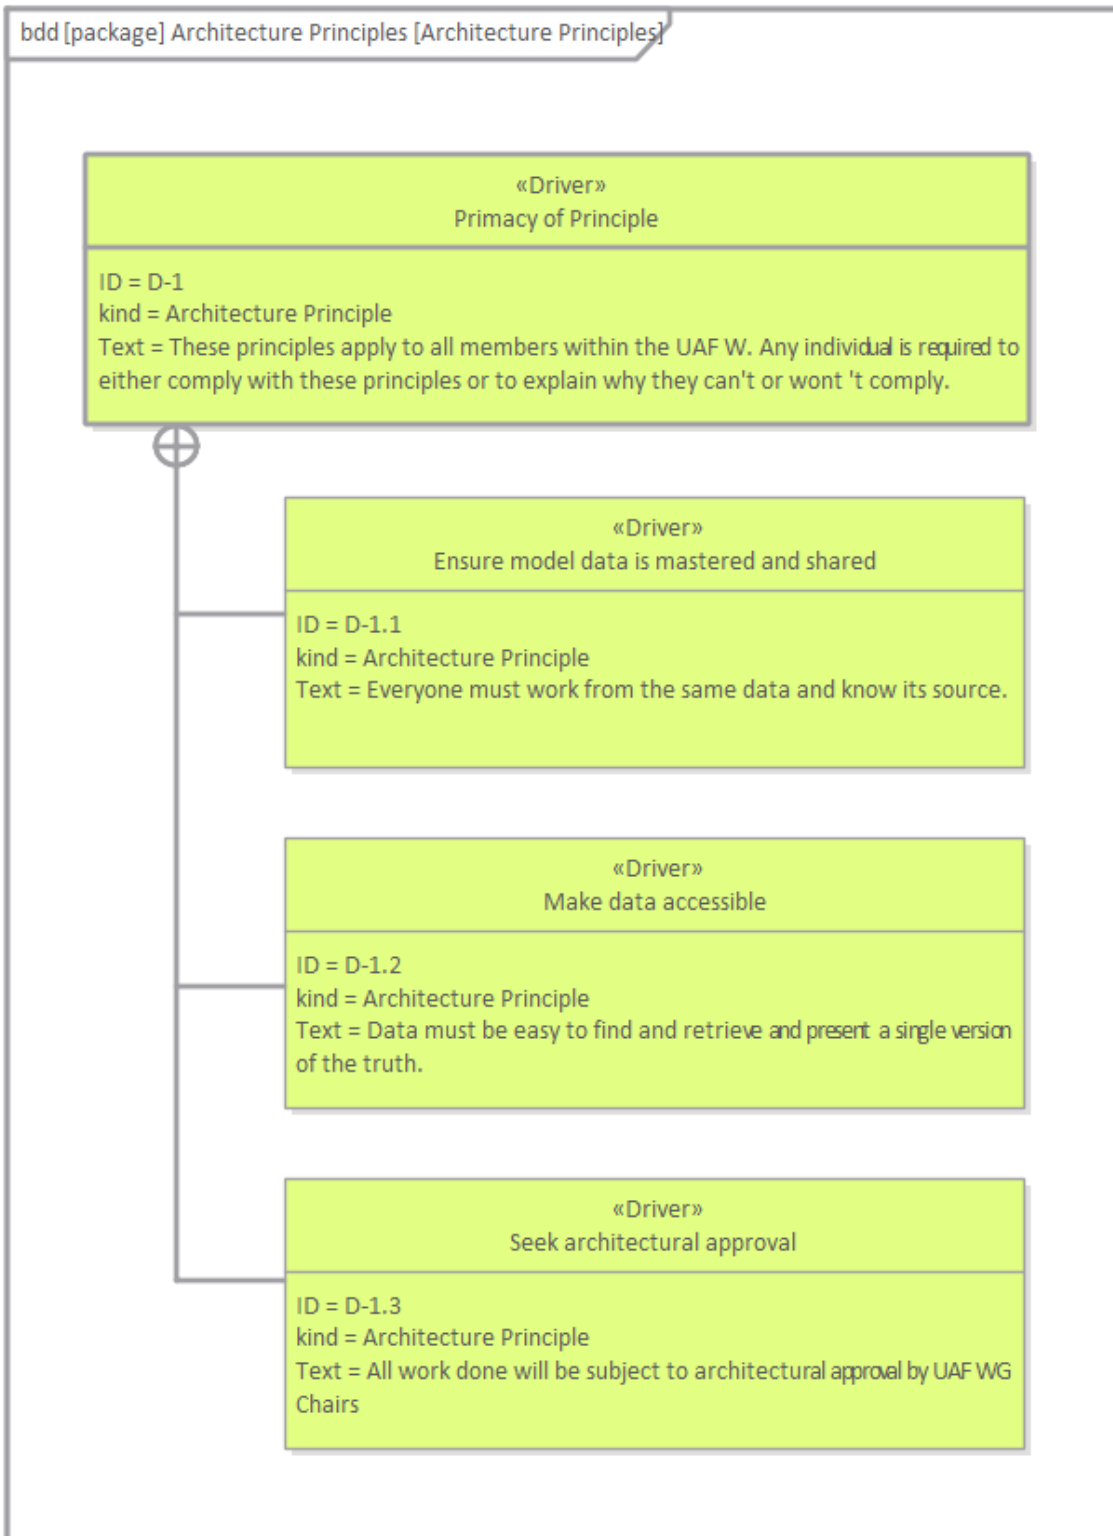 bdd [package] Architecture Principles [Architecture Principles]
«Driver»
Primacy of Principle
ID = D-1
kind = Architecture Principle
Text = These principles apply to all members within the UAF W. Any individual is required to
either comply with these principles or to explain why they can't or wont 't comply.
«Driver»
Ensure model data is mastered and shared
ID = D-1.1
kind = Architecture Principle
Text = Everyone must work from the same data and know its source.
«Driver»
Make data accessible
ID = D-1.2
kind = Architecture Principle
Text = Data must be easy to find and retrieve and present a single version
of the truth.
«Driver»
Seek architectural approval
ID = D-1.3
kind = Architecture Principle
Text = All work done will be subject to architectural approval by UAF WG
Chairs